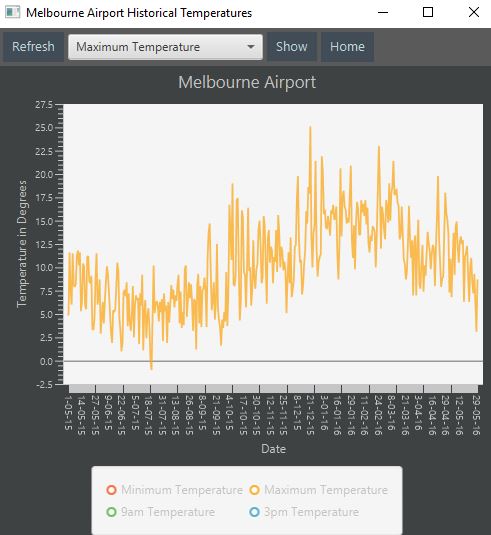 Melbourne Airport Historical Temperatures
Refresh Maximum Temperature Show Home
Melbourne Airport
27.5
25.0
22.5
20.0
17.5
15.0
12.5
10.0
7.5
5.0
2.5
0.0
-2.5
Temperature in Degrees
1-05-15 14-05-15 27-05-15 9-06-15 22-06-15 5-07-15 18-07-15 31-07-15 13-08-15 26-08-15 8-09-15 21-09-15 4-10-15 17-10-15 30-10-15 12-11-15 25-11-15 8-12-15 21-12-15 3-01-16 16-01-16 29-01-16 11-02-16 24-02-16 8-03-16 21-03-16 3-04-16 16-04-16 29-04-16 12-05-16 29-05-16
Date
Minimum Temperature Maximum Temperature
9am Temperature 3pm Temperature